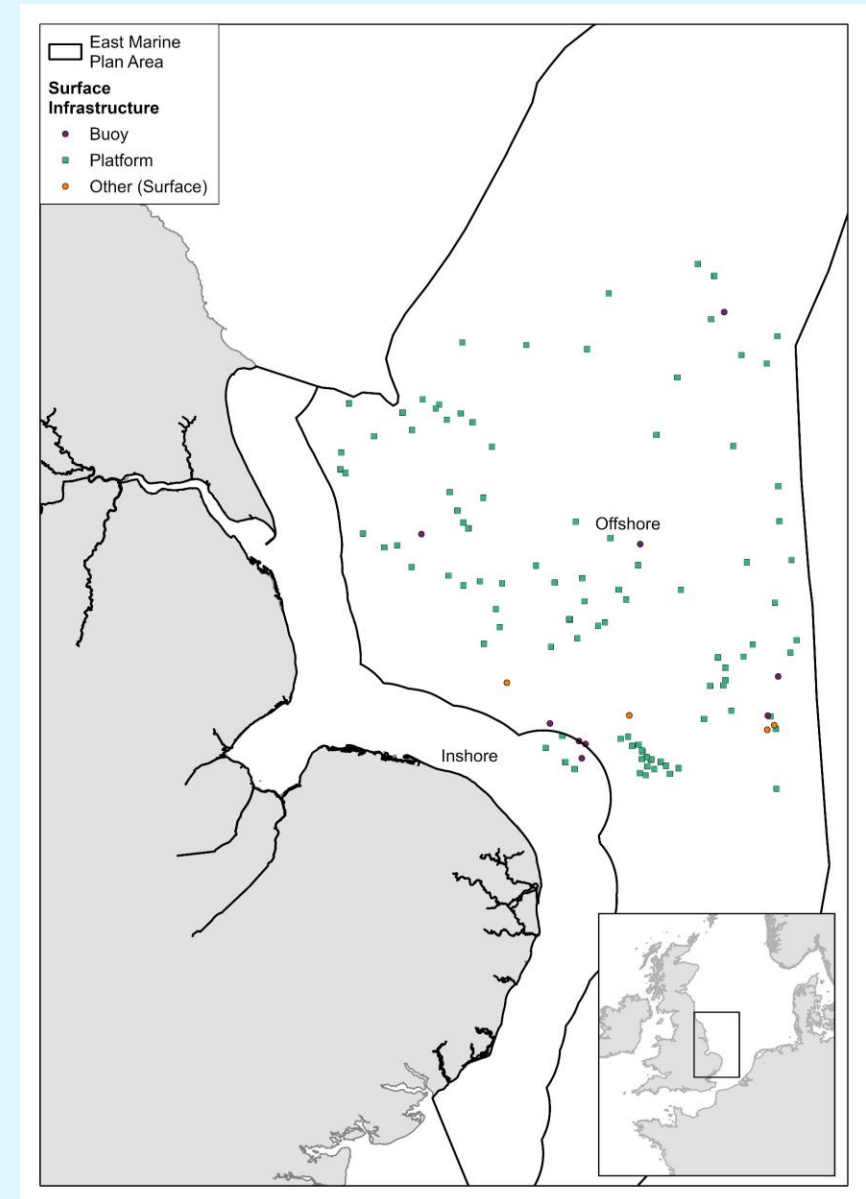 East Marine
Plan Area
Surface
Infrastructure
Buoy
Platform
Other (Surface)
Offshore
Inshore